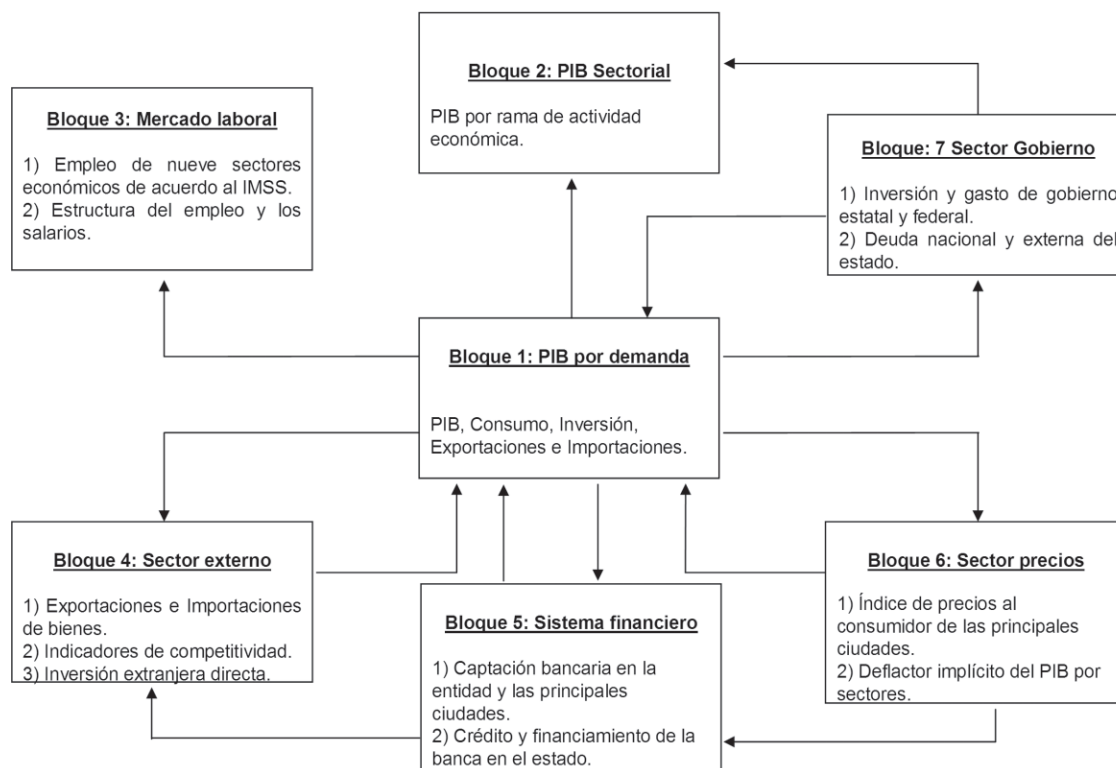 Bloque 2: PIB Sectorial
PIB por rama de actividad
económica.
Bloque 3: Mercado laboral
1) Empleo de nueve sectores
económicos de acuerdo al IMSS.
2) Estructura del empleo y los
salarios.
Bloque: 7 Sector Gobierno
1) Inversión y gasto de gobierno
estatal y federal.
2) Deuda nacional y externa del
estado.
Bloque 1: PIB por demanda
PIB, Consumo, Inversión,
Exportaciones e Importaciones.
Bloque 4: Sector externo
1) Exportaciones e Importaciones
de bienes.
2) Indicadores de competitividad.
3) Inversión extranjera directa.
Bloque 5: Sistema financiero
1) Captación bancaria en la
entidad y las principales
ciudades.
2) Crédito y financiamiento de la
banca en el estado.
Bloque 6: Sector precios
1) Índice de precios al
consumidor de las principales
ciudades.
2) Deflactor implícito del PIB por
sectores.